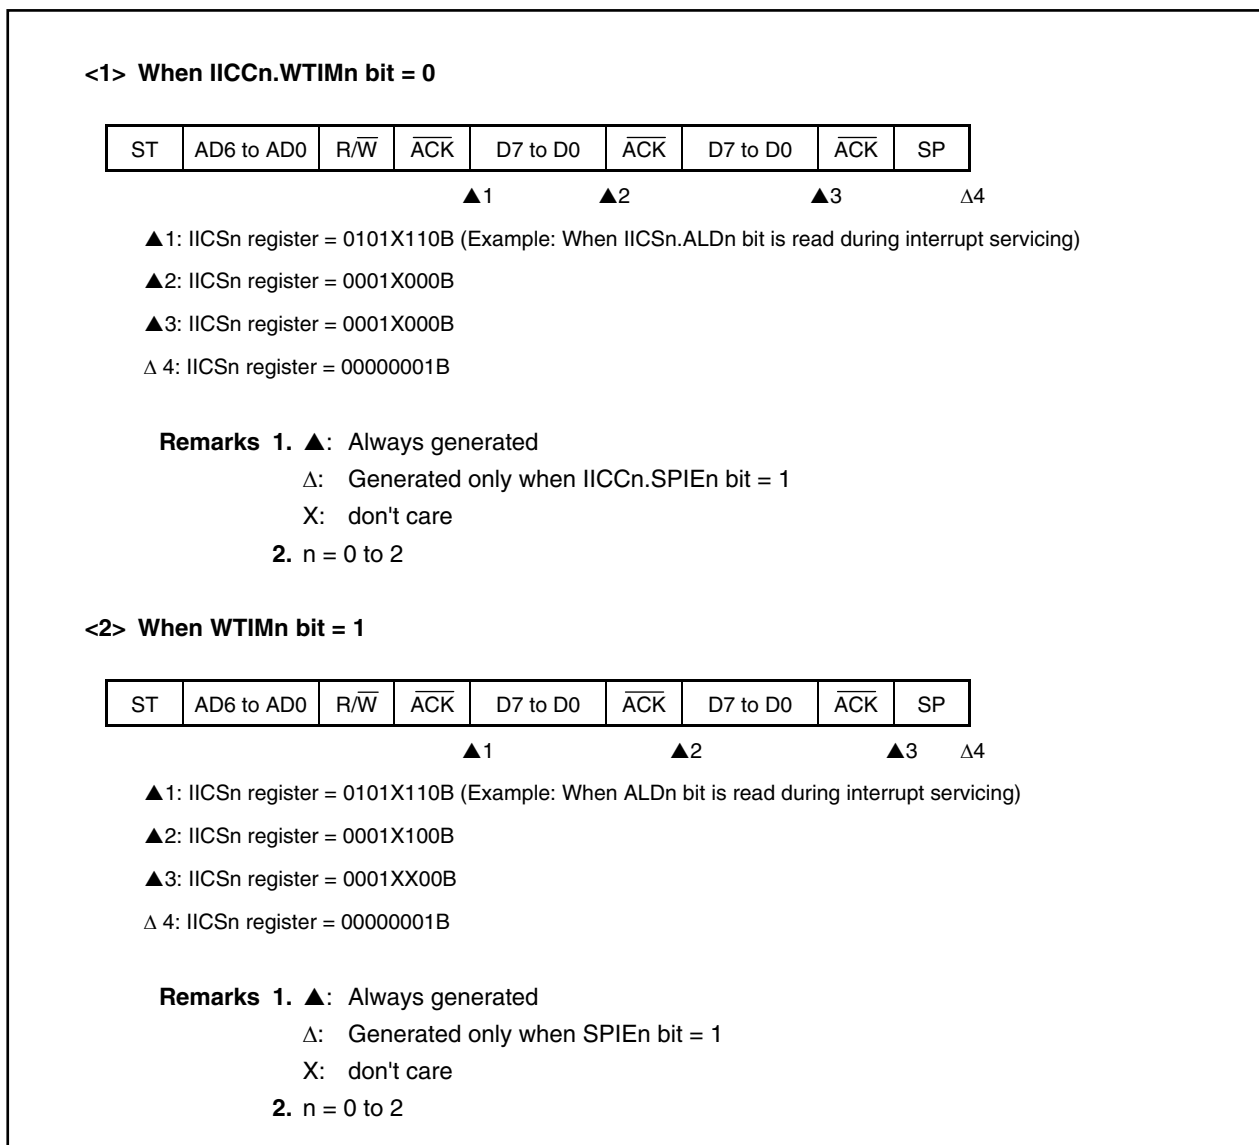 <1> When IICCn.WTIMn bit = 0
ST AD6 to AD0 R/W̅ A̅C̅K̅ D7 to D0 A̅C̅K̅ D7 to D0 A̅C̅K̅ SP
▲1 ▲2 ▲3 Δ4
▲1: IICSn register = 0101X110B (Example: When IICSn.ALDn bit is read during interrupt servicing)
▲2: IICSn register = 0001X000B
▲3: IICSn register = 0001X000B
Δ 4: IICSn register = 00000001B
Remarks 1. ▲: Always generated
Δ: Generated only when IICCn.SPIEn bit = 1
X: don't care
2. n = 0 to 2
<2> When WTIMn bit = 1
ST AD6 to AD0 R/W̅ A̅C̅K̅ D7 to D0 A̅C̅K̅ D7 to D0 A̅C̅K̅ SP
▲1 ▲2 ▲3 Δ4
▲1: IICSn register = 0101X110B (Example: When ALDn bit is read during interrupt servicing)
▲2: IICSn register = 0001X100B
▲3: IICSn register = 0001XX00B
Δ 4: IICSn register = 00000001B
Remarks 1. ▲: Always generated
Δ: Generated only when SPIEn bit = 1
X: don't care
2. n = 0 to 2